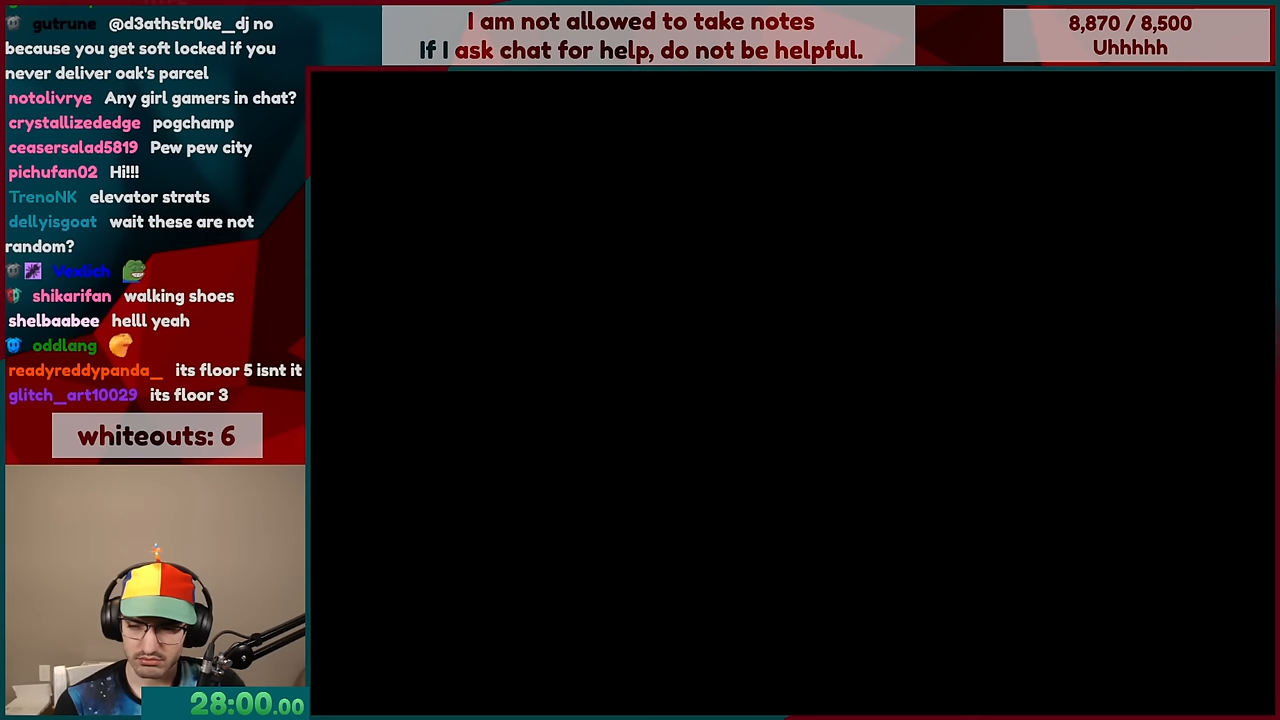 gutrune @d3athstr0ke_dj no
because you get soft locked if you
never deliver oak's parcel
notolivrye Any girl gamers in chat?
crystallizededge pogchamp
ceasersalad5819 Pew pew city
pichufan02 Hi!!!
TrenoNK elevator strats
dellyisgoat wait these are not
random?
Vexlich
shikarifan walking shoes
shelbaabee helll yeah
oddlang
readyreddypanda_ its floor 5 isnt it
glitch_art10029 its floor 3
whiteouts: 6
28:00.00
I am not allowed to take notes
If I ask chat for help, do not be helpful.
8,870 / 8,500
Uhhhhh